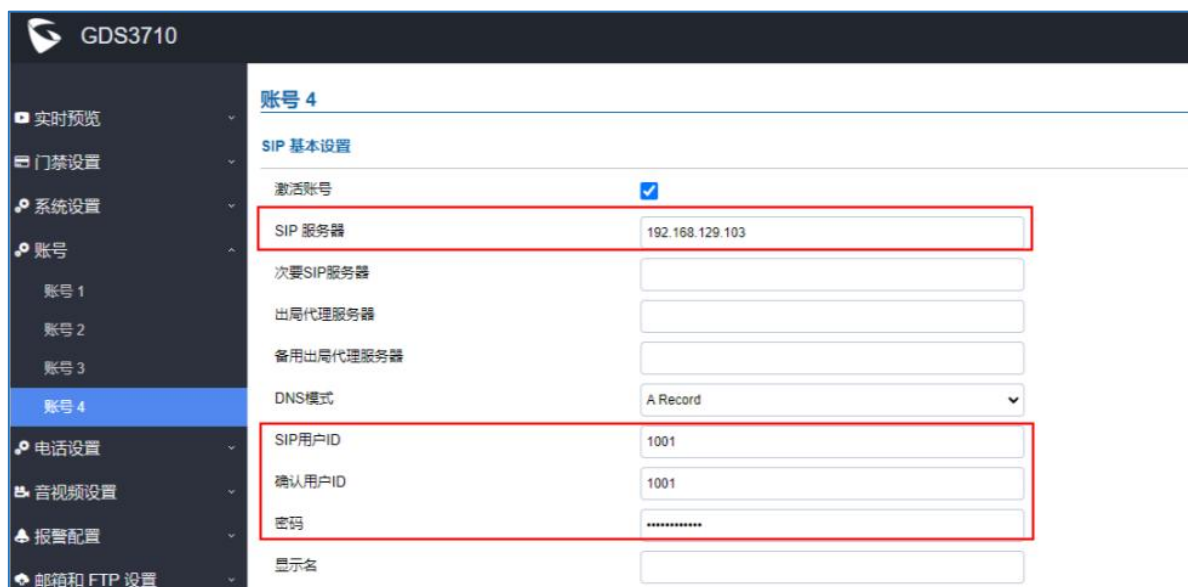 GDS3710
实时预览
门禁设置
系统设置
账号
账号 1
账号 2
账号 3
账号 4
电话设置
音视频设置
报警配置
邮箱和 FTP 设置
账号 4
SIP 基本设置
激活账号
SIP 服务器 192.168.129.103
次要SIP服务器
出局代理服务器
备用出局代理服务器
DNS模式 A Record
SIP用户ID 1001
确认用户ID 1001
密码 ••••••••••••
显示名